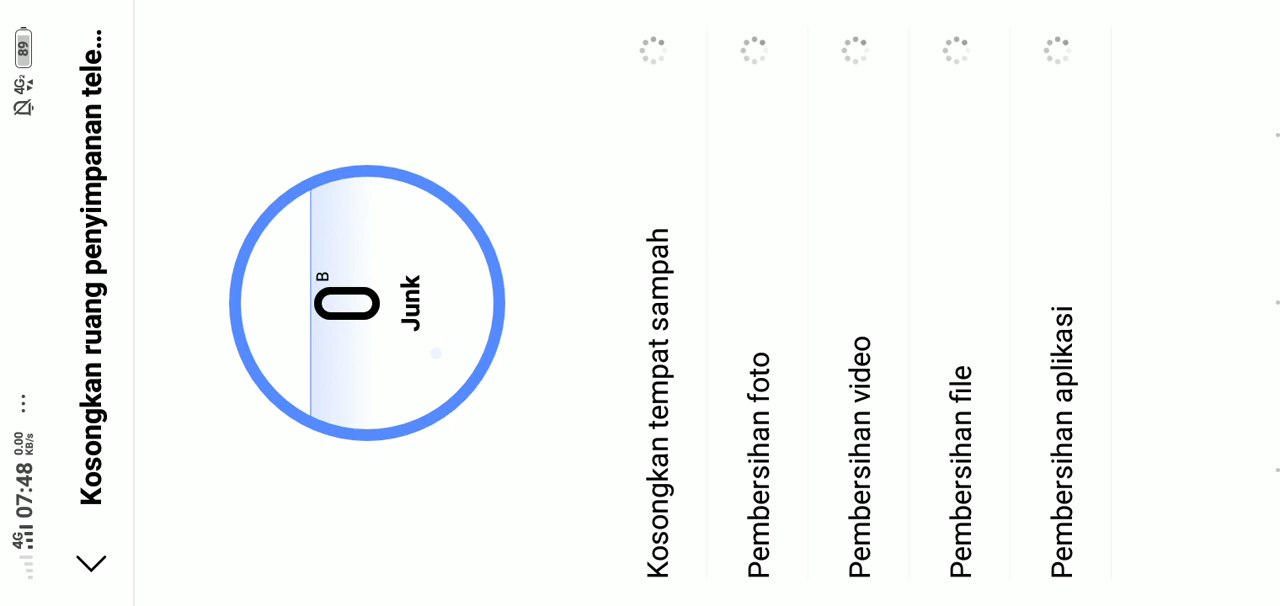 4G 07:48 0.00 KB/s ... 4G2 89
Kosongkan ruang penyimpanan tele...
0 B
Junk
Kosongkan tempat sampah
Pembersihan foto
Pembersihan video
Pembersihan file
Pembersihan aplikasi